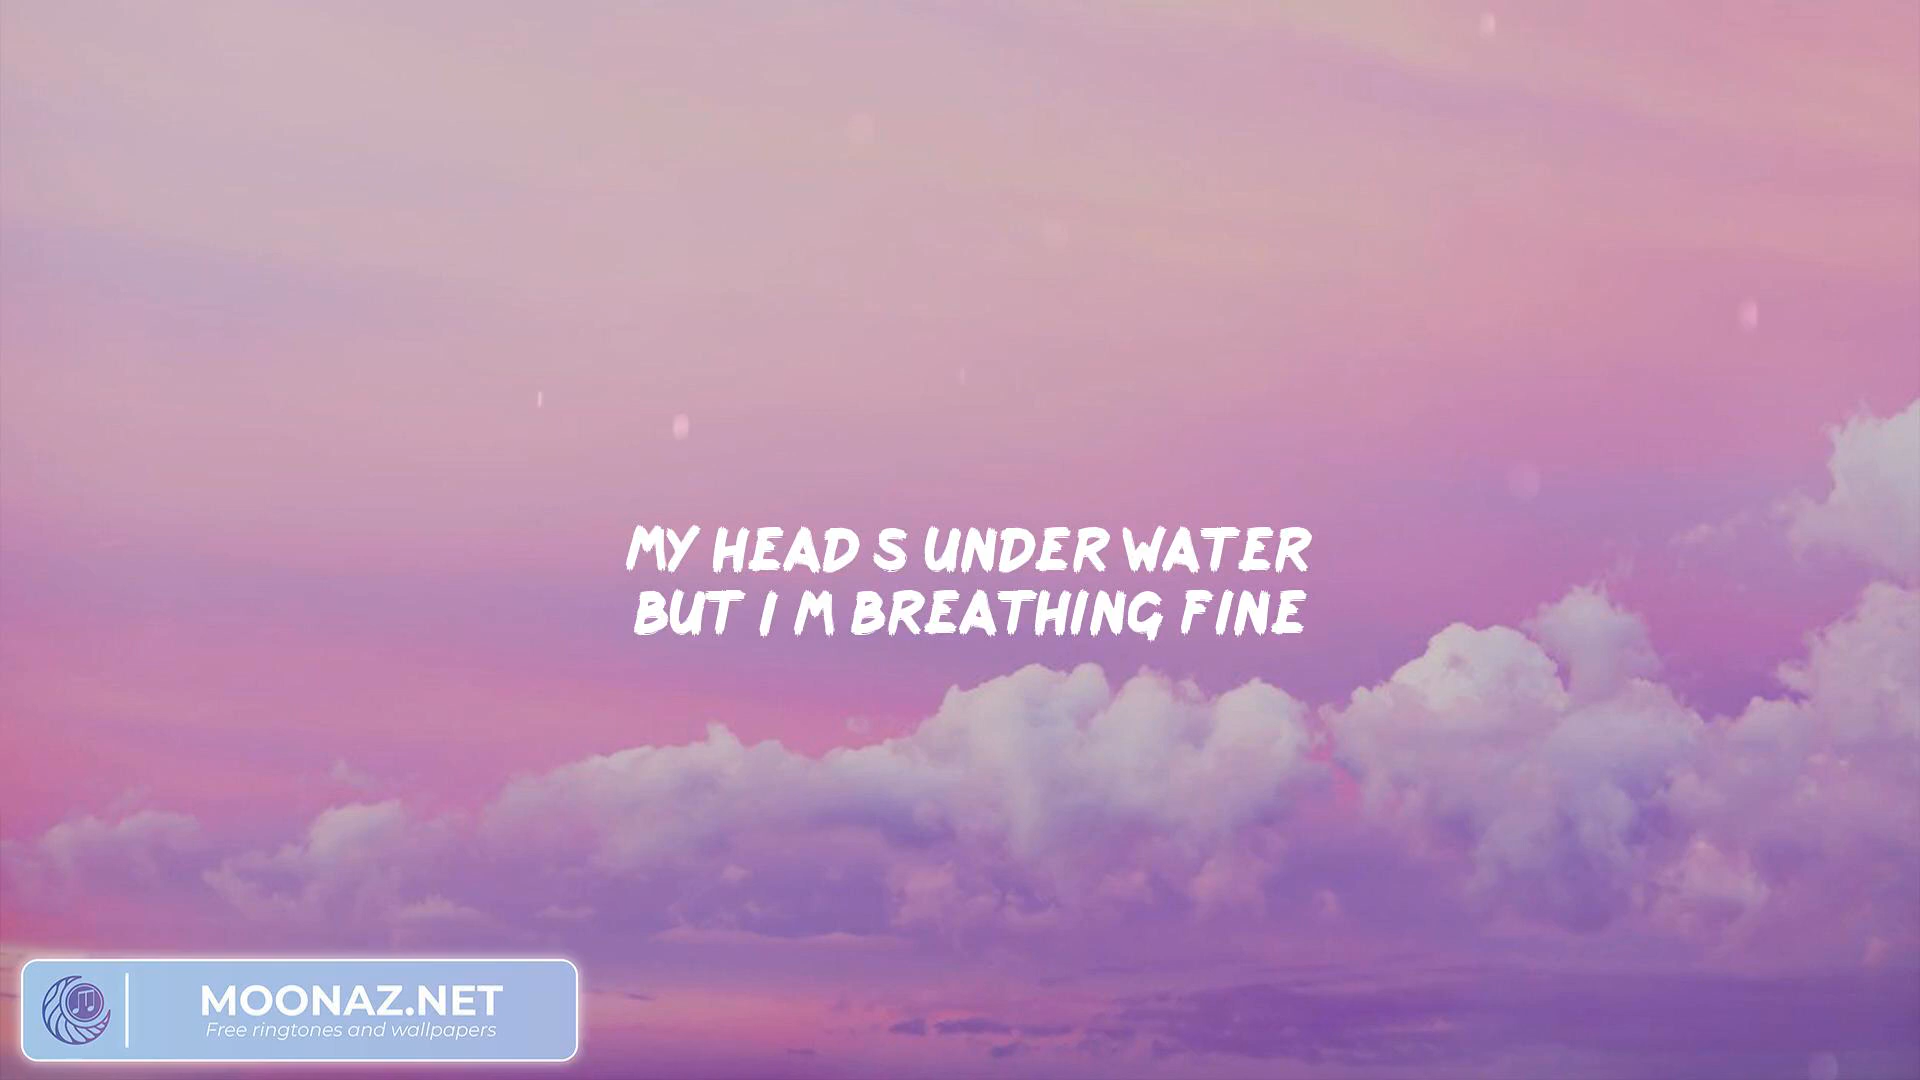 MY HEAD S UNDER WATER
BUT I M BREATHING FINE
MOONAZ.NET
Free ringtones and wallpapers